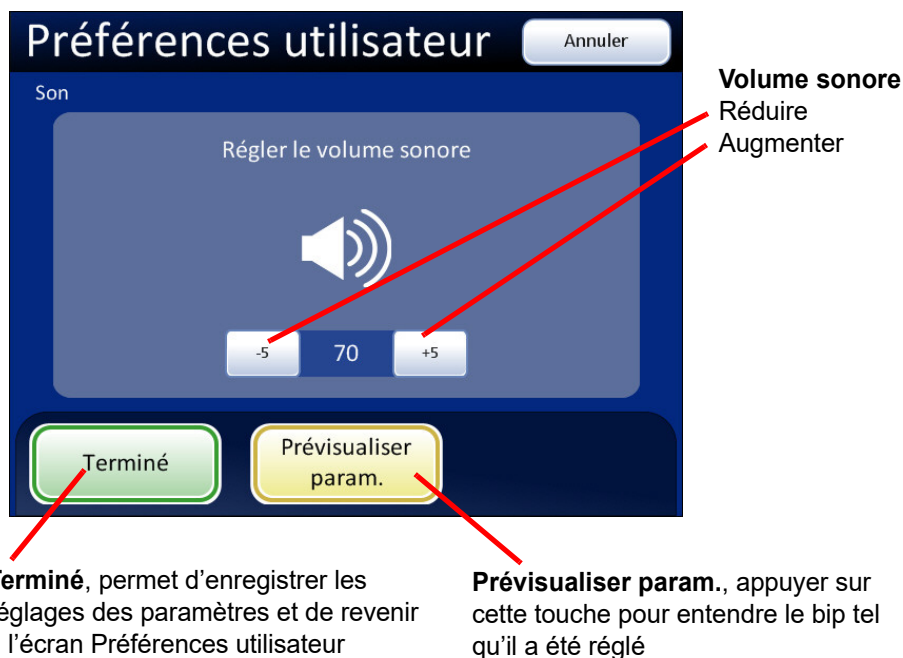 Préférences utilisateur
Annuler
Son
Régler le volume sonore
-5
70
+5
Terminé
Prévisualiser
param.
Volume sonore
Réduire
Augmenter
Terminé, permet d'enregistrer les
réglages des paramètres et de revenir
l'écran Préférences utilisateur
Prévisualiser param., appuyer sur
cette touche pour entendre le bip tel
qu'il a été réglé